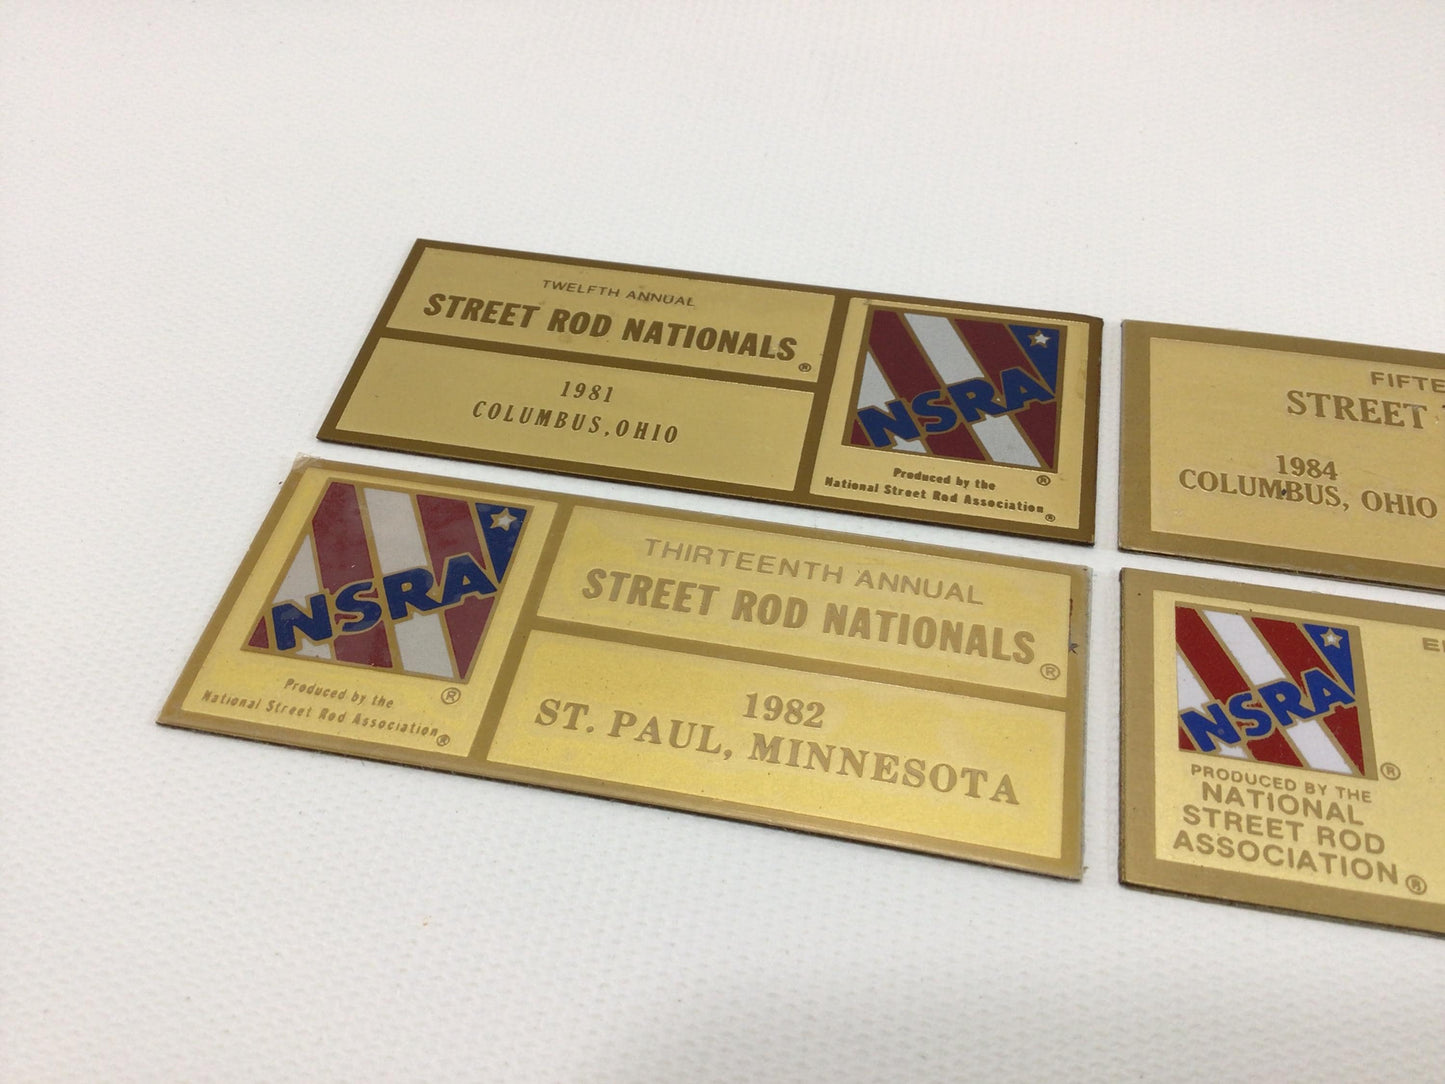 TWELFTH ANNUAL
STREET ROD NATIONALS®
1981
COLUMBUS, OHIO
NSRA
®
Produced by the
National Street Rod Association®
NSRA
®
Produced by the
National Street Rod Association®
THIRTEENTH ANNUAL
STREET ROD NATIONALS®
1982
ST. PAUL, MINNESOTA
STREET
1984
COLUMBUS, OHIO
NSRA
®
PRODUCED BY THE
NATIONAL
STREET ROD
ASSOCIATION®